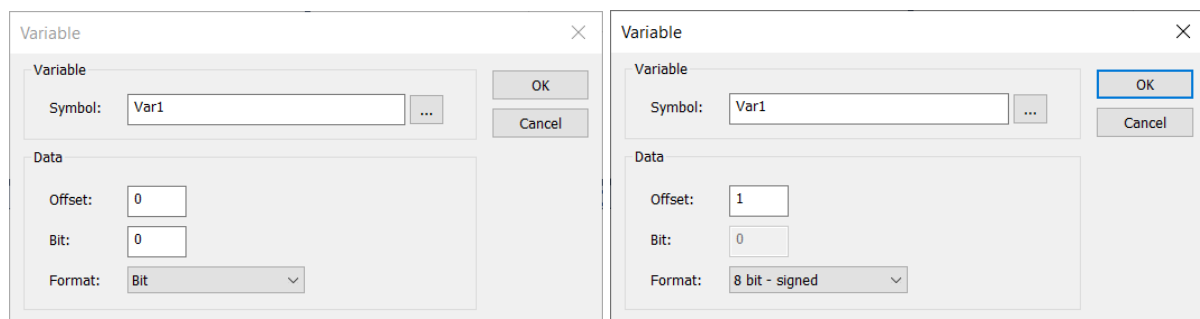 Variable
Variable
OK
Symbol: Var1 ...
Cancel
Data
Offset: 0
Bit: 0
Format: Bit
Variable
Variable
OK
Symbol: Var1 ...
Cancel
Data
Offset: 1
Bit: 0
Format: 8 bit - signed